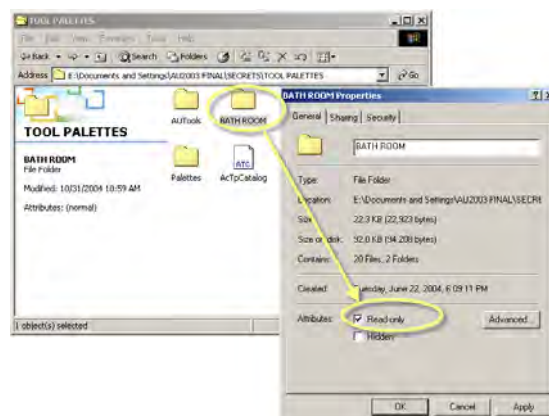 TOOL PALETTES
File Edit View Favorites Tools Help
Back Search Folders
Address E:\Documents and Settings\AU2003 FINAL\SECRETS\TOOL PALETTES Go
TOOL PALETTES
BATH ROOM
File Folder
Modified: 10/31/2004 10:59 AM
Attributes: (normal)
AUTools BATH ROOM
Palettes AcTpCatalog
ATC
1 object(s) selected
BATH ROOM Properties
General Sharing Security
BATH ROOM
Type: File Folder
Location: E:\Documents and Settings\AU2003 FINAL\SECRE
Size: 22.3 KB (22,923 bytes)
Size on disk: 92.0 KB (94,208 bytes)
Contains: 20 Files, 2 Folders
Created: Tuesday, June 22, 2004, 6:09:11 PM
Attributes: Read-only Advanced...
Hidden
OK Cancel Apply